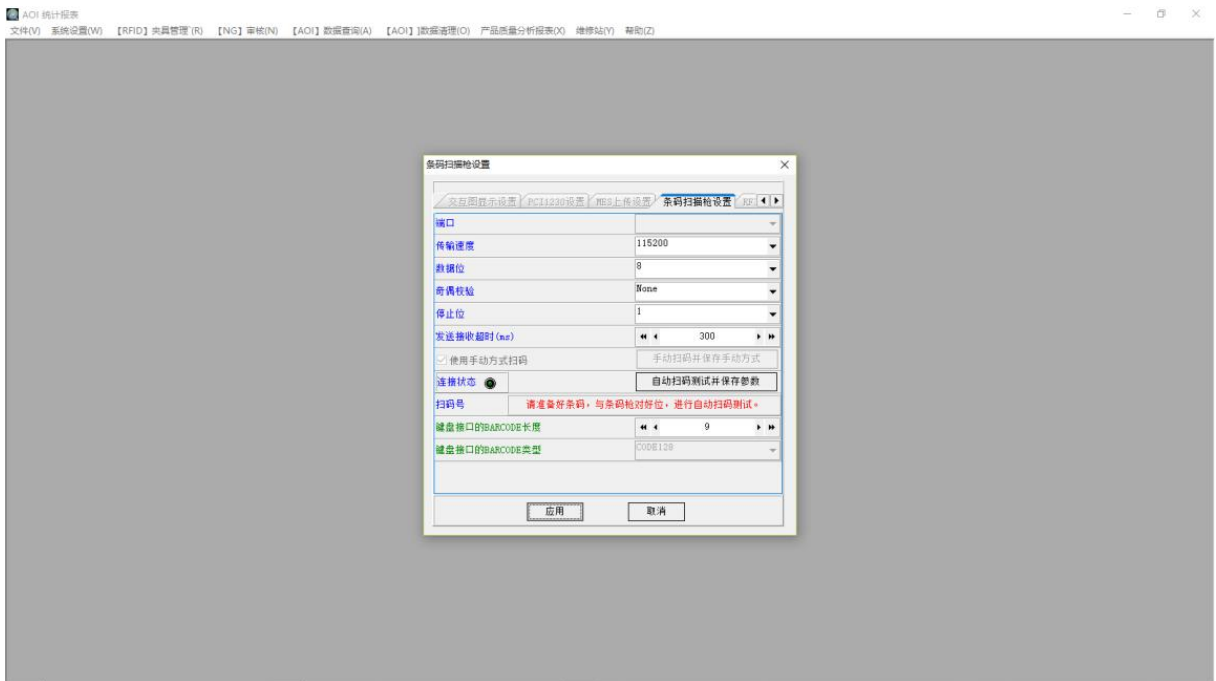 AOI 统计报表
文件(V) 系统设置(W) 【RFID】夹具管理`(R) 【NG】审核(N) 【AOI】数据查询(A) 【AOI】]数据清理(O) 产品质量分析报表(X) 维修站(Y) 帮助(Z)
条码扫描枪设置
交互图显示设置 PCI1230设置 MES上传设置 条码扫描枪设置 RF
端口
传输速度 115200
数据位 8
奇偶校验 None
停止位 1
发送接收超时(ms) 300
使用手动方式扫码 手动扫码并保存手动方式
连接状态 自动扫码测试并保存参数
扫码号 请准备好条码，与条码枪对好位，进行自动扫码测试。
键盘接口的BARCODE长度 9
键盘接口的BARCODE类型 CODE128
应用 取消